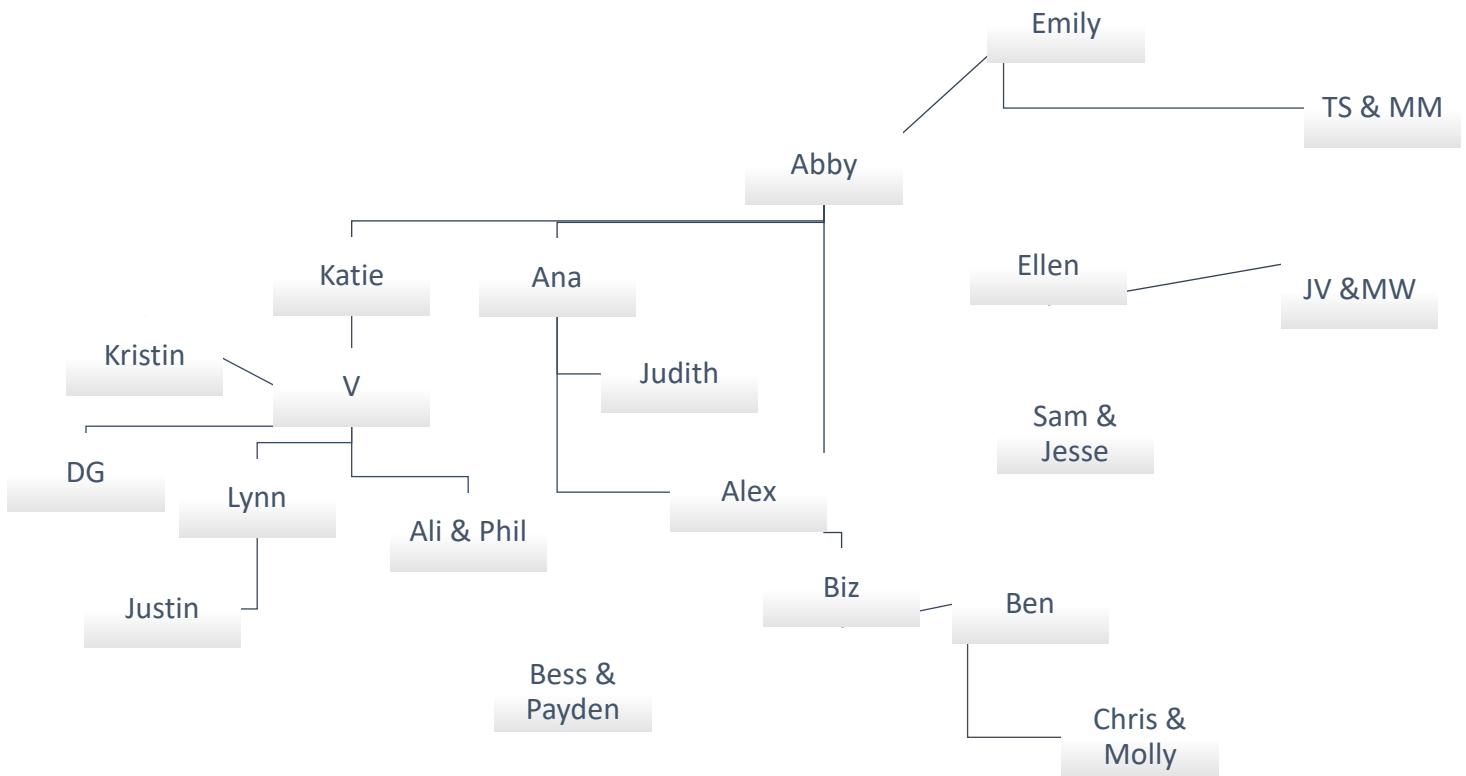 Emily
TS & MM
Abby
Katie
Ana
Ellen
JV &MW
Kristin
V
Judith
Sam &
Jesse
DG
Lynn
Ali & Phil
Alex
Justin
Biz
Ben
Bess &
Payden
Chris &
Molly